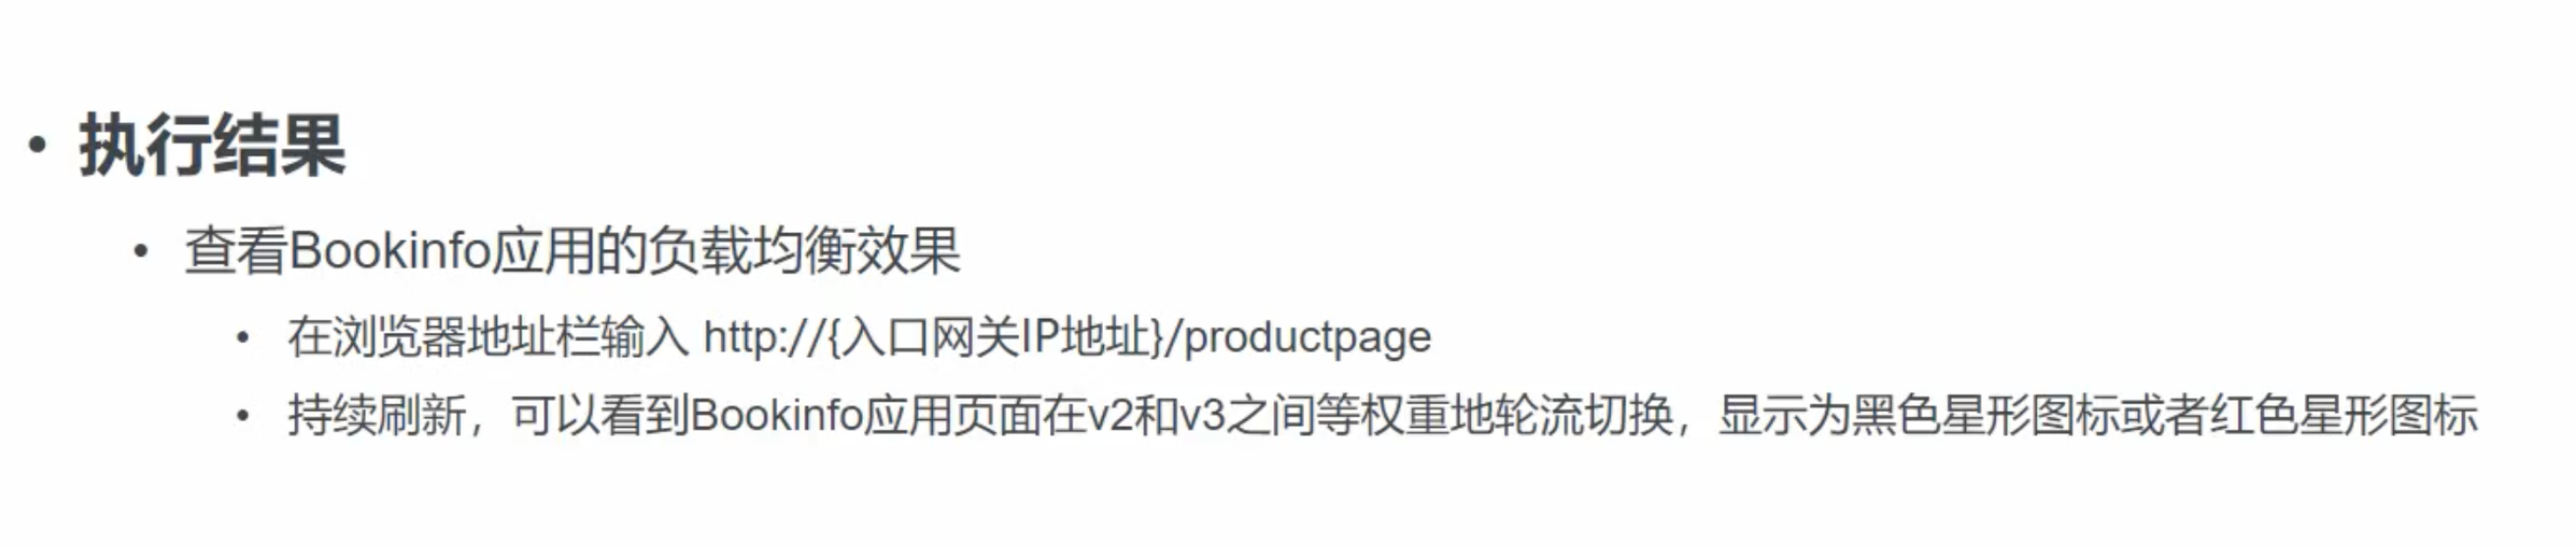 • 执行结果
• 查看Bookinfo应用的负载均衡效果
• 在浏览器地址栏输入 http://{入口网关IP地址}/productpage
• 持续刷新，可以看到Bookinfo应用页面在v2和v3之间等权重地轮流切换，显示为黑色星形图标或者红色星形图标